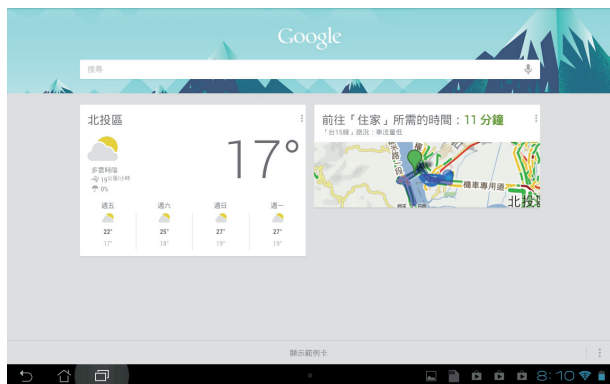 Google
搜尋
北投區
17°
多雲時陰
19公里/小時
0%
週五 週六 週日 週一
22° 25° 27° 27°
17° 18° 19° 19°
前往「住家」所需的時間：11 分鐘
「台15線」路況：車流量低
機車專用道
北投區
顯示範例卡
8:10